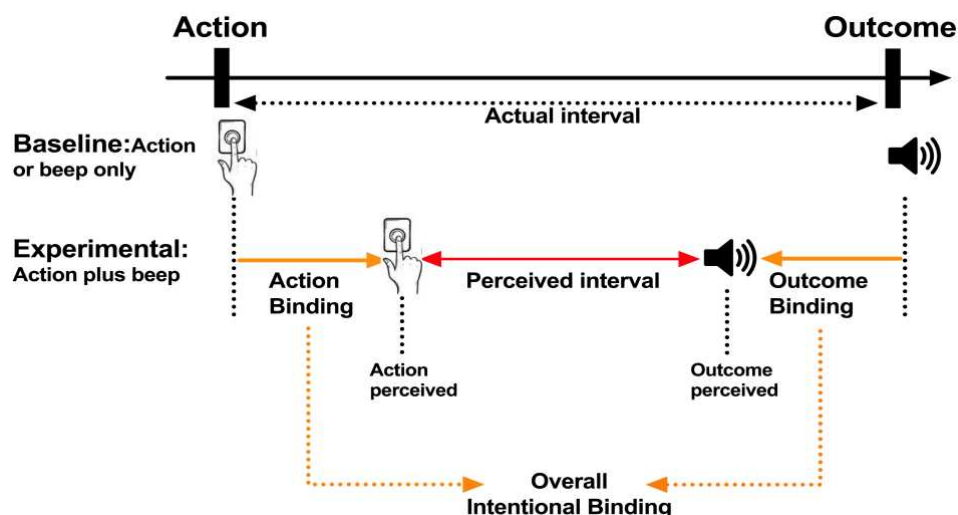 Action
Outcome
Actual interval
Baseline:Action
or beep only
Experimental:
Action plus beep
Action
Binding
Perceived interval
Outcome
Binding
Action
perceived
Outcome
perceived
Overall
Intentional Binding